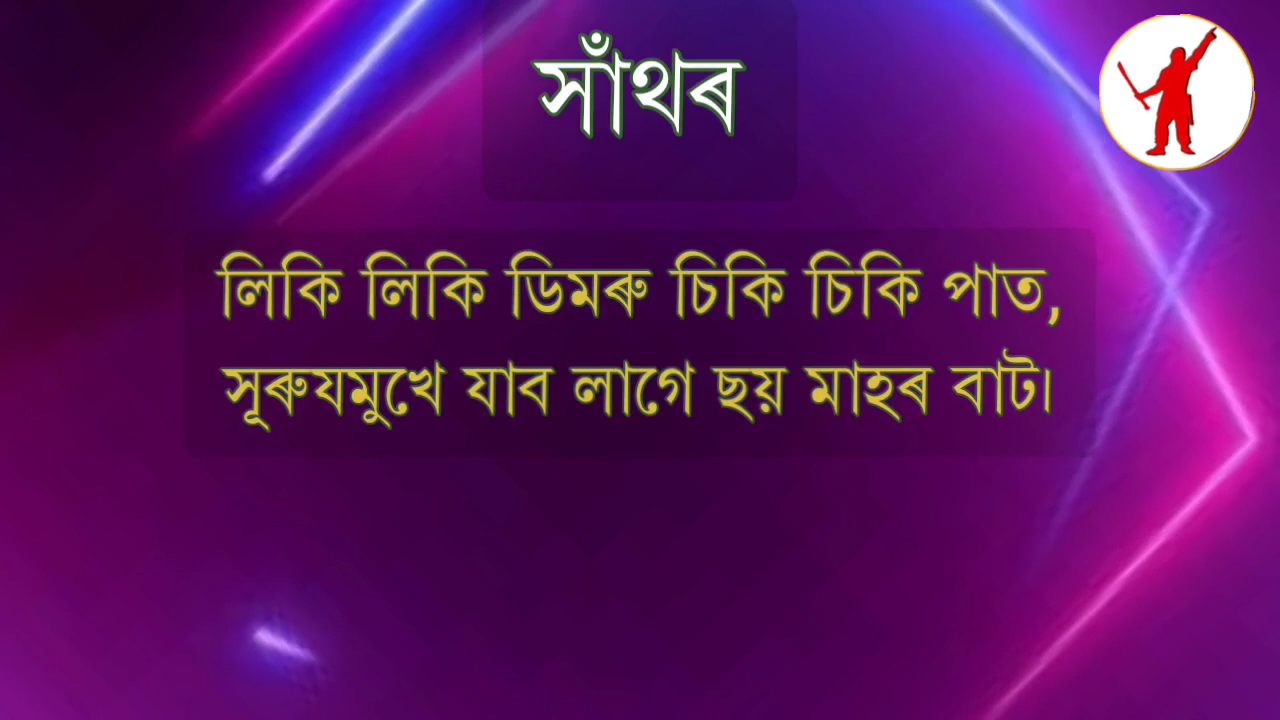 সাঁথৰ
লিকি লিকি ডিমৰু চিকি চিকি পাত,
সূৰুযমুখে যাব লাগে ছয় মাহৰ বাট।